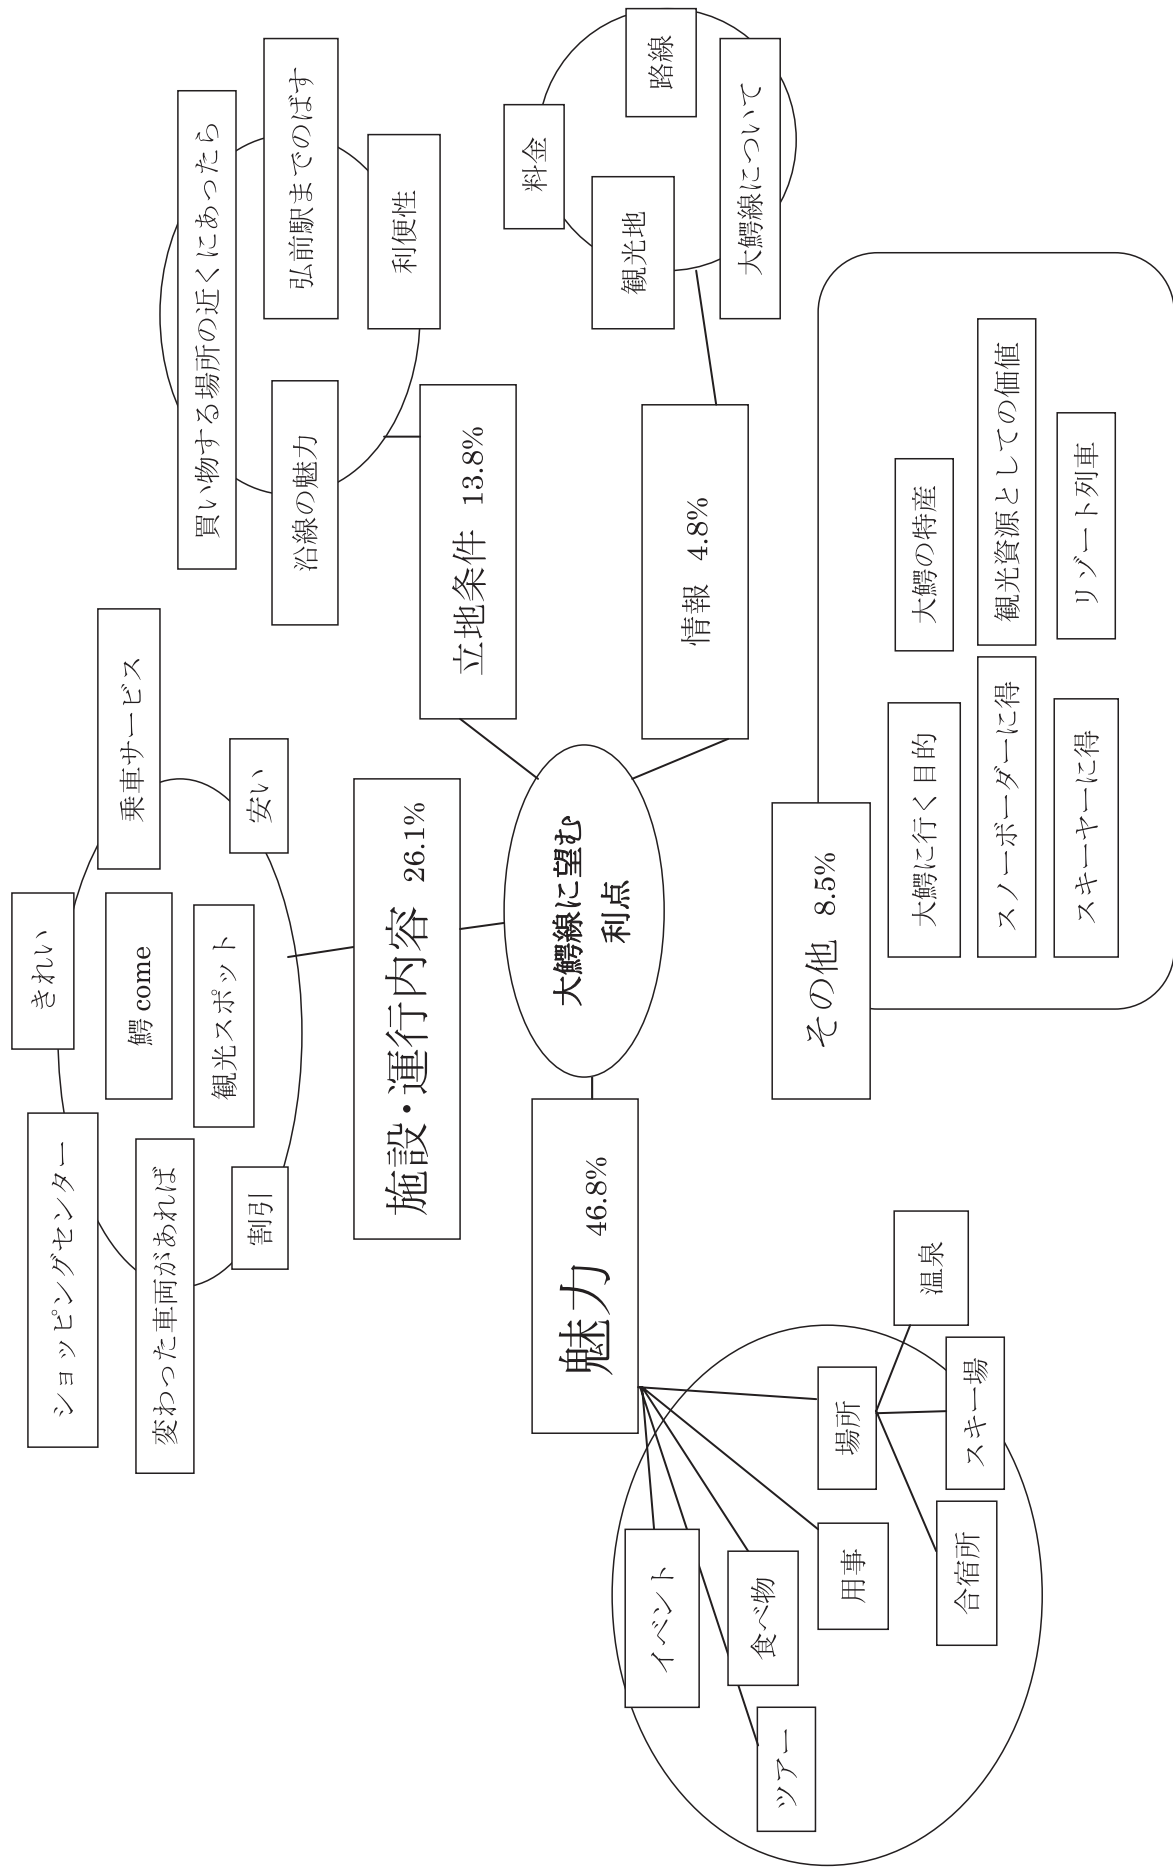 ショッピングセンター
きれい
乗車サービス
変わった車両があれば
鰐come
観光スポット
割引
安い
施設・運行内容 26.1%
買い物する場所の近くにあったら
弘前駅までのばす
沿線の魅力
利便性
立地条件 13.8%
大鰐線に望む
利点
魅力 46.8%
イベント
ツアー
食べ物
用事
場所
合宿所
スキー場
温泉
情報 4.8%
料金
路線
観光地
大鰐線について
その他 8.5%
大鰐に行く目的
大鰐の特産
スノーボーダーに得
観光資源としての価値
スキーヤーに得
リゾート列車